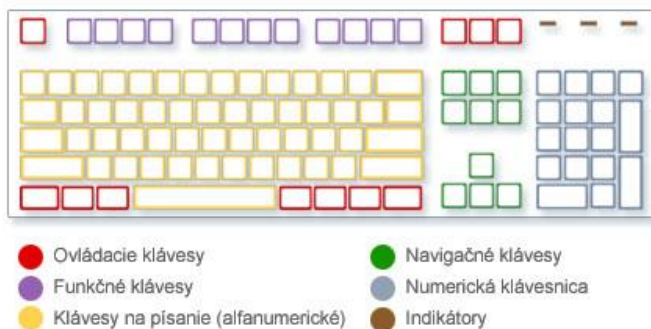 Ovládacie klávesy
Funkčné klávesy
Klávesy na písanie (alfanumerické)
Navigačné klávesy
Numerická klávesnica
Indikátory